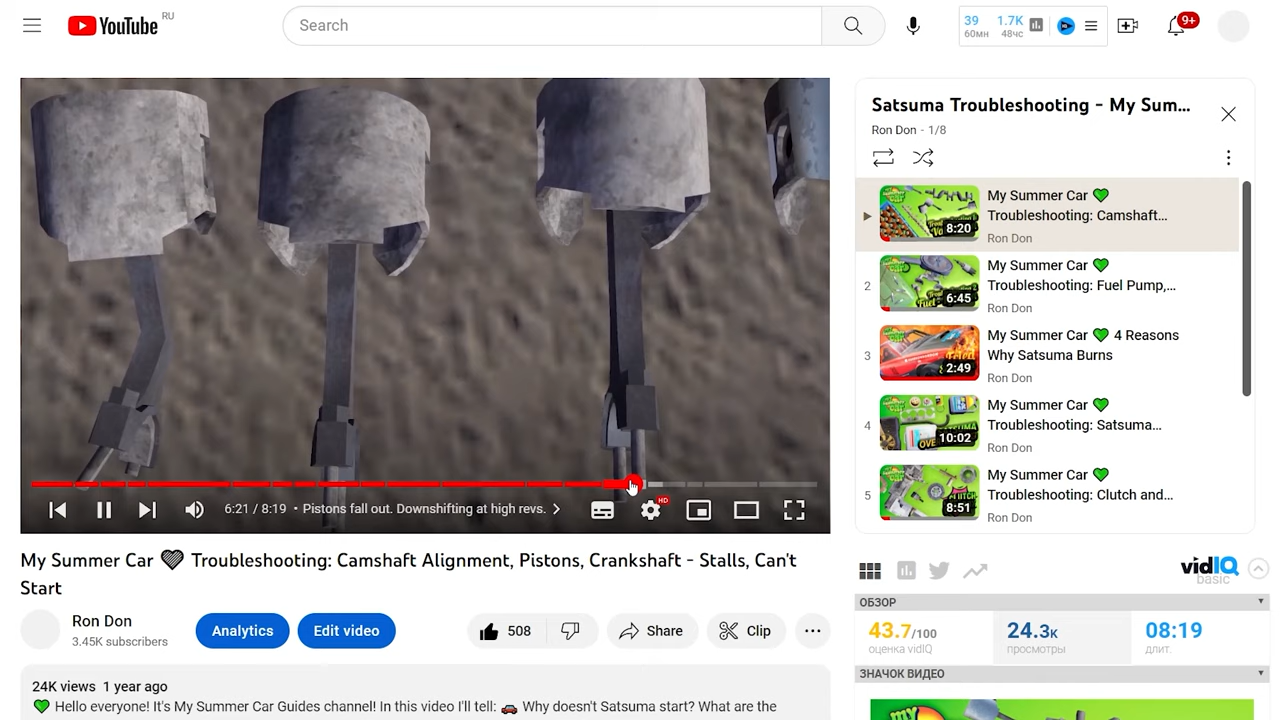 YouTube RU
Search
39 60мн 1.7K 48чс
9+
6:21 / 8:19 • Pistons fall out. Downshifting at high revs.
HD
My Summer Car 💚 Troubleshooting: Camshaft Alignment, Pistons, Crankshaft - Stalls, Can't
Start
Ron Don
3.45K subscribers
Analytics
Edit video
508
Share
Clip
24K views 1 year ago
💚 Hello everyone! It's My Summer Car Guides channel! In this video I'll tell: 🚗 Why doesn't Satsuma start? What are the
Satsuma Troubleshooting - My Sum...
Ron Don - 1/8
My Summer Car 💚
Troubleshooting: Camshaft...
Ron Don
8:20
2
My Summer Car 💚
Troubleshooting: Fuel Pump,...
Ron Don
6:45
3
My Summer Car 💚 4 Reasons
Why Satsuma Burns
Ron Don
2:49
4
My Summer Car 💚
Troubleshooting: Satsuma...
Ron Don
10:02
5
My Summer Car 💚
Troubleshooting: Clutch and...
Ron Don
8:51
vidIQ
basic
ОБЗОР
43.7/100
оценка vidIQ
24.3K
просмотры
08:19
длит.
ЗНАЧОК ВИДЕО